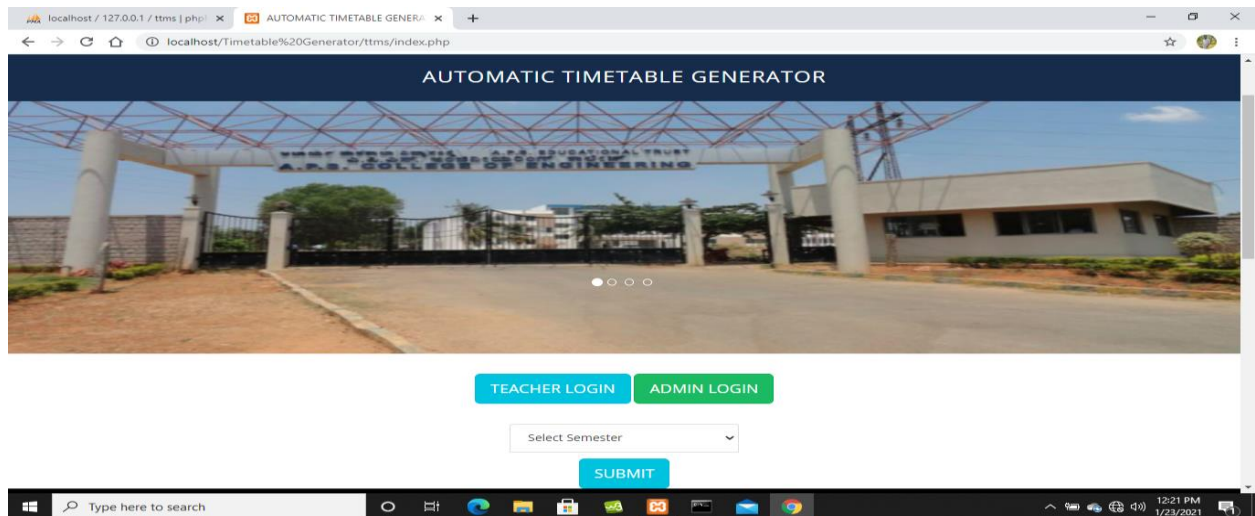 localhost / 127.0.0.1 / ttms | php
AUTOMATIC TIMETABLE GENERA
localhost/Timetable%20Generator/ttms/index.php
AUTOMATIC TIMETABLE GENERATOR
A.P.S. EDUCATIONAL TRUST
A.P.S. COLLEGE OF ENGINEERING
TEACHER LOGIN
ADMIN LOGIN
Select Semester
SUBMIT
Type here to search
12:21 PM
1/23/2021